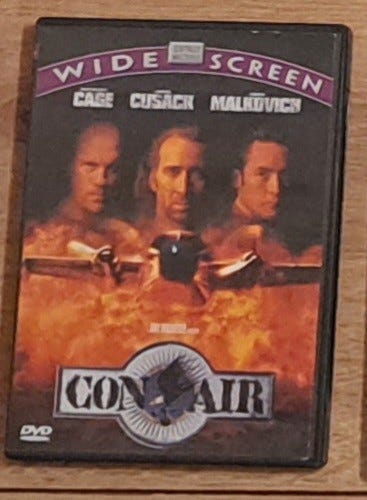 WIDE SCREEN
CAGE CUSACK MALKOVICH
CON AIR
DVD